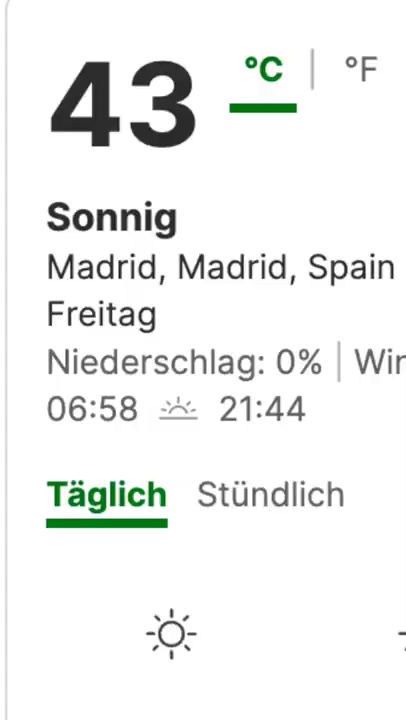 43 °C | °F
Sonnig
Madrid, Madrid, Spain
Freitag
Niederschlag: 0% |
06:58 21:44
Täglich Stündlich